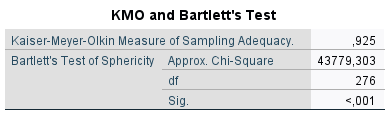 KMO and Bartlett's Test
Kaiser-Meyer-Olkin Measure of Sampling Adequacy. ,925
Bartlett's Test of Sphericity Approx. Chi-Square 43779,303
df 276
Sig. <,001